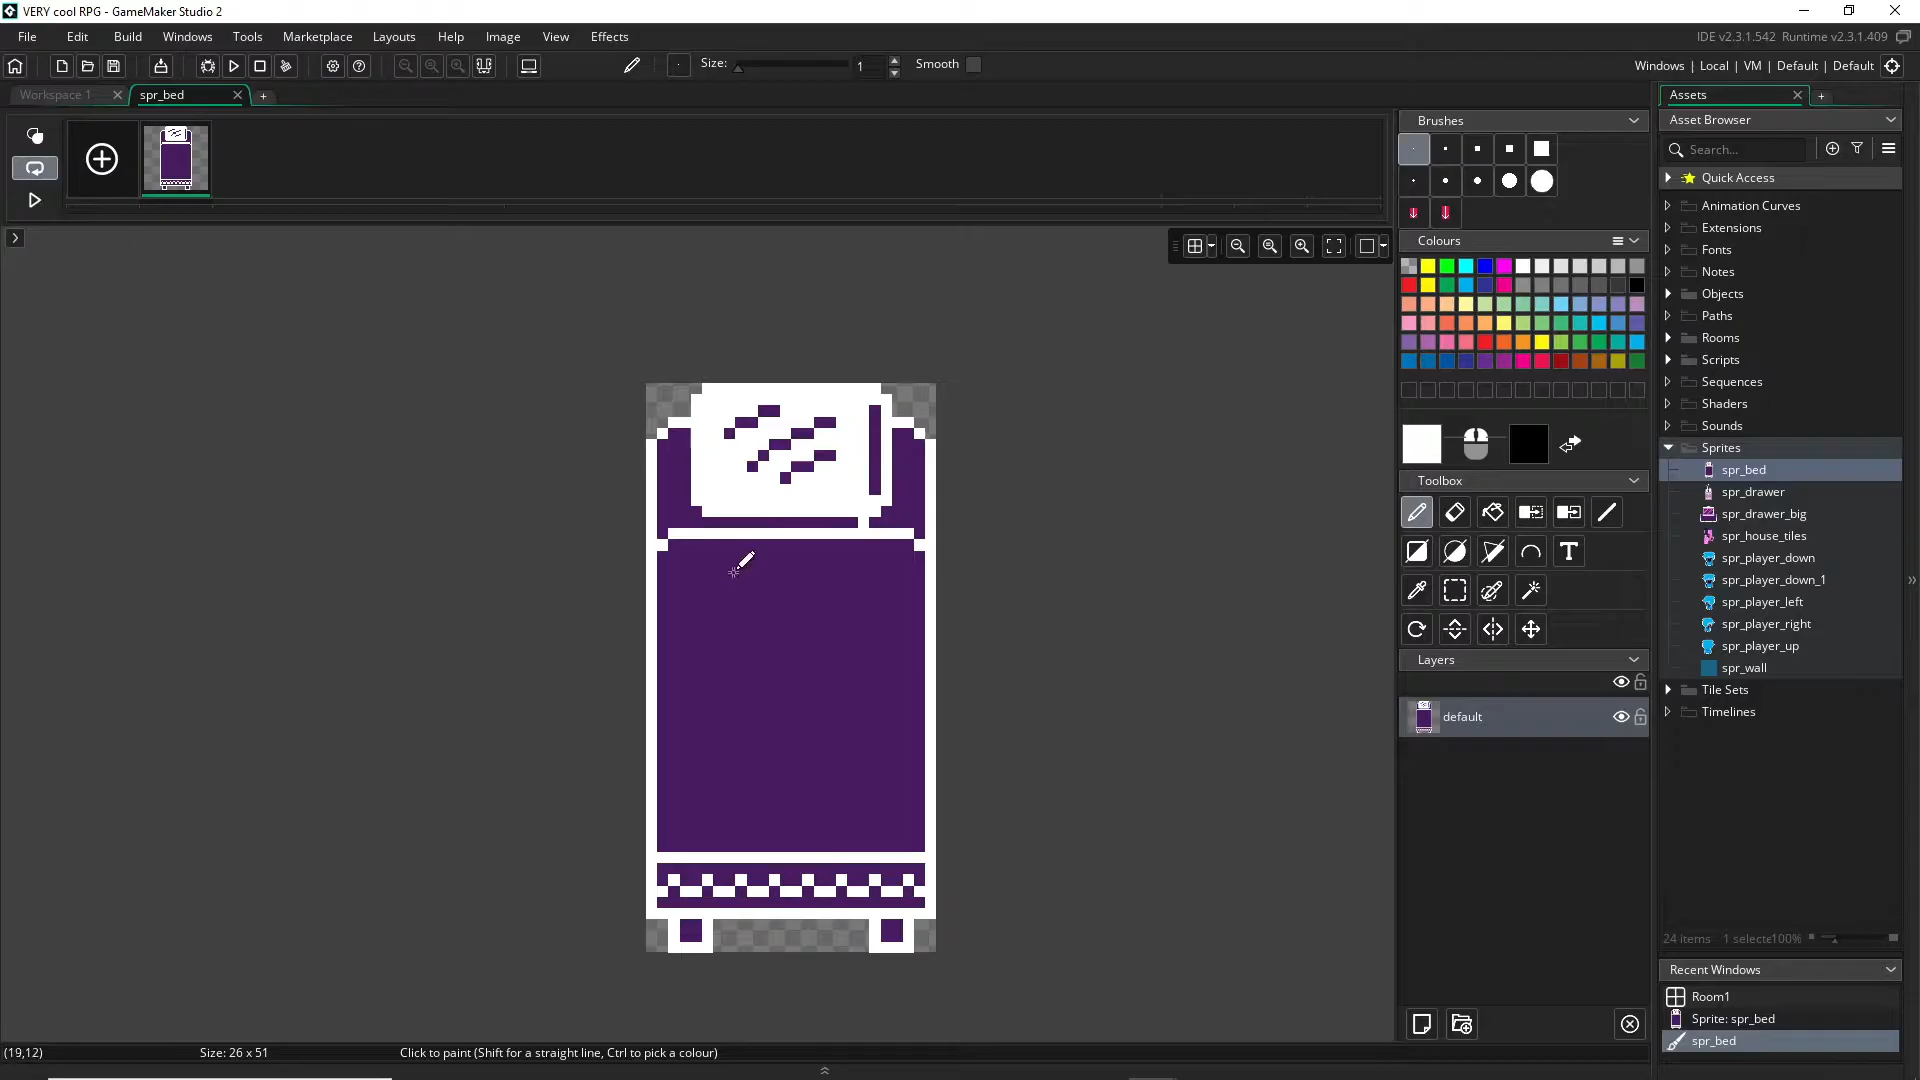 VERY cool RPG - GameMaker Studio 2
File Edit Build Windows Tools Marketplace Layouts Help Image View Effects
IDE v2.3.1.542 Runtime v2.3.1.409
Size: 1 Smooth
Windows | Local | VM | Default | Default
Workspace 1
spr_bed
Assets
Brushes
Asset Browser
Search...
Quick Access
Colours
Animation Curves
Extensions
Fonts
Notes
Objects
Paths
Rooms
Scripts
Sequences
Shaders
Sounds
Sprites
spr_bed
spr_drawer
spr_drawer_big
spr_house_tiles
spr_player_down
spr_player_down_1
spr_player_left
spr_player_right
spr_player_up
spr_wall
Tile Sets
Timelines
Toolbox
T
Layers
default
24 items 1 selecte100%
Recent Windows
Room1
Sprite: spr_bed
spr_bed
(19,12) Size: 26 x 51 Click to paint (Shift for a straight line, Ctrl to pick a colour)